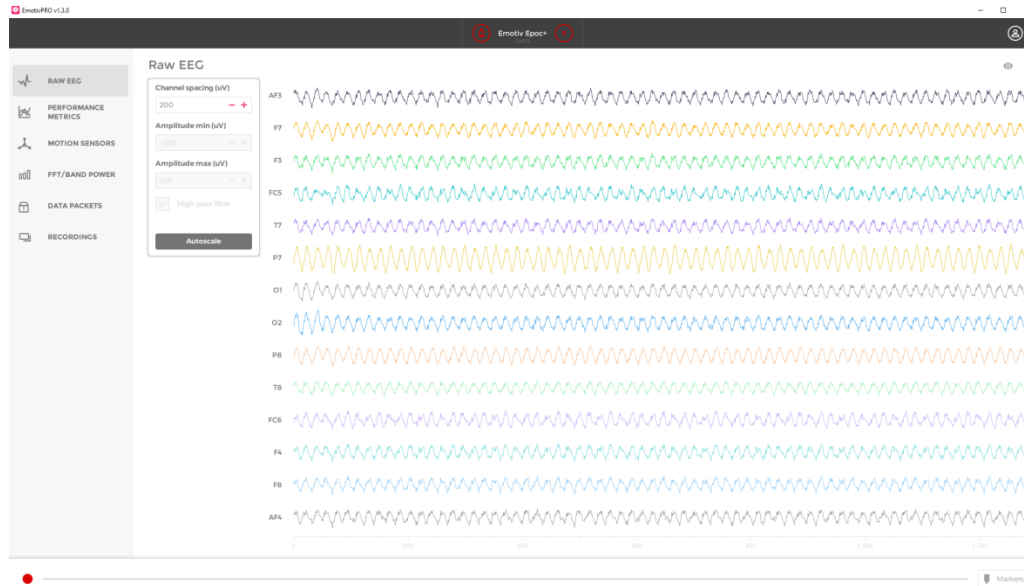 EmotivPRO v1.3.0
Emotiv Epoc+
RAW EEG
PERFORMANCE
METRICS
MOTION SENSORS
FFT/BAND POWER
DATA PACKETS
RECORDINGS
Raw EEG
Channel spacing (uV)
200
Amplitude min (uV)
-100
Amplitude max (uV)
100
High-pass filter
Autoscale
AF3
F7
F3
FC5
T7
P7
O1
O2
P8
T8
FC6
F4
F8
AF4
0 200 400 600 800 1,000 1,200
Markers